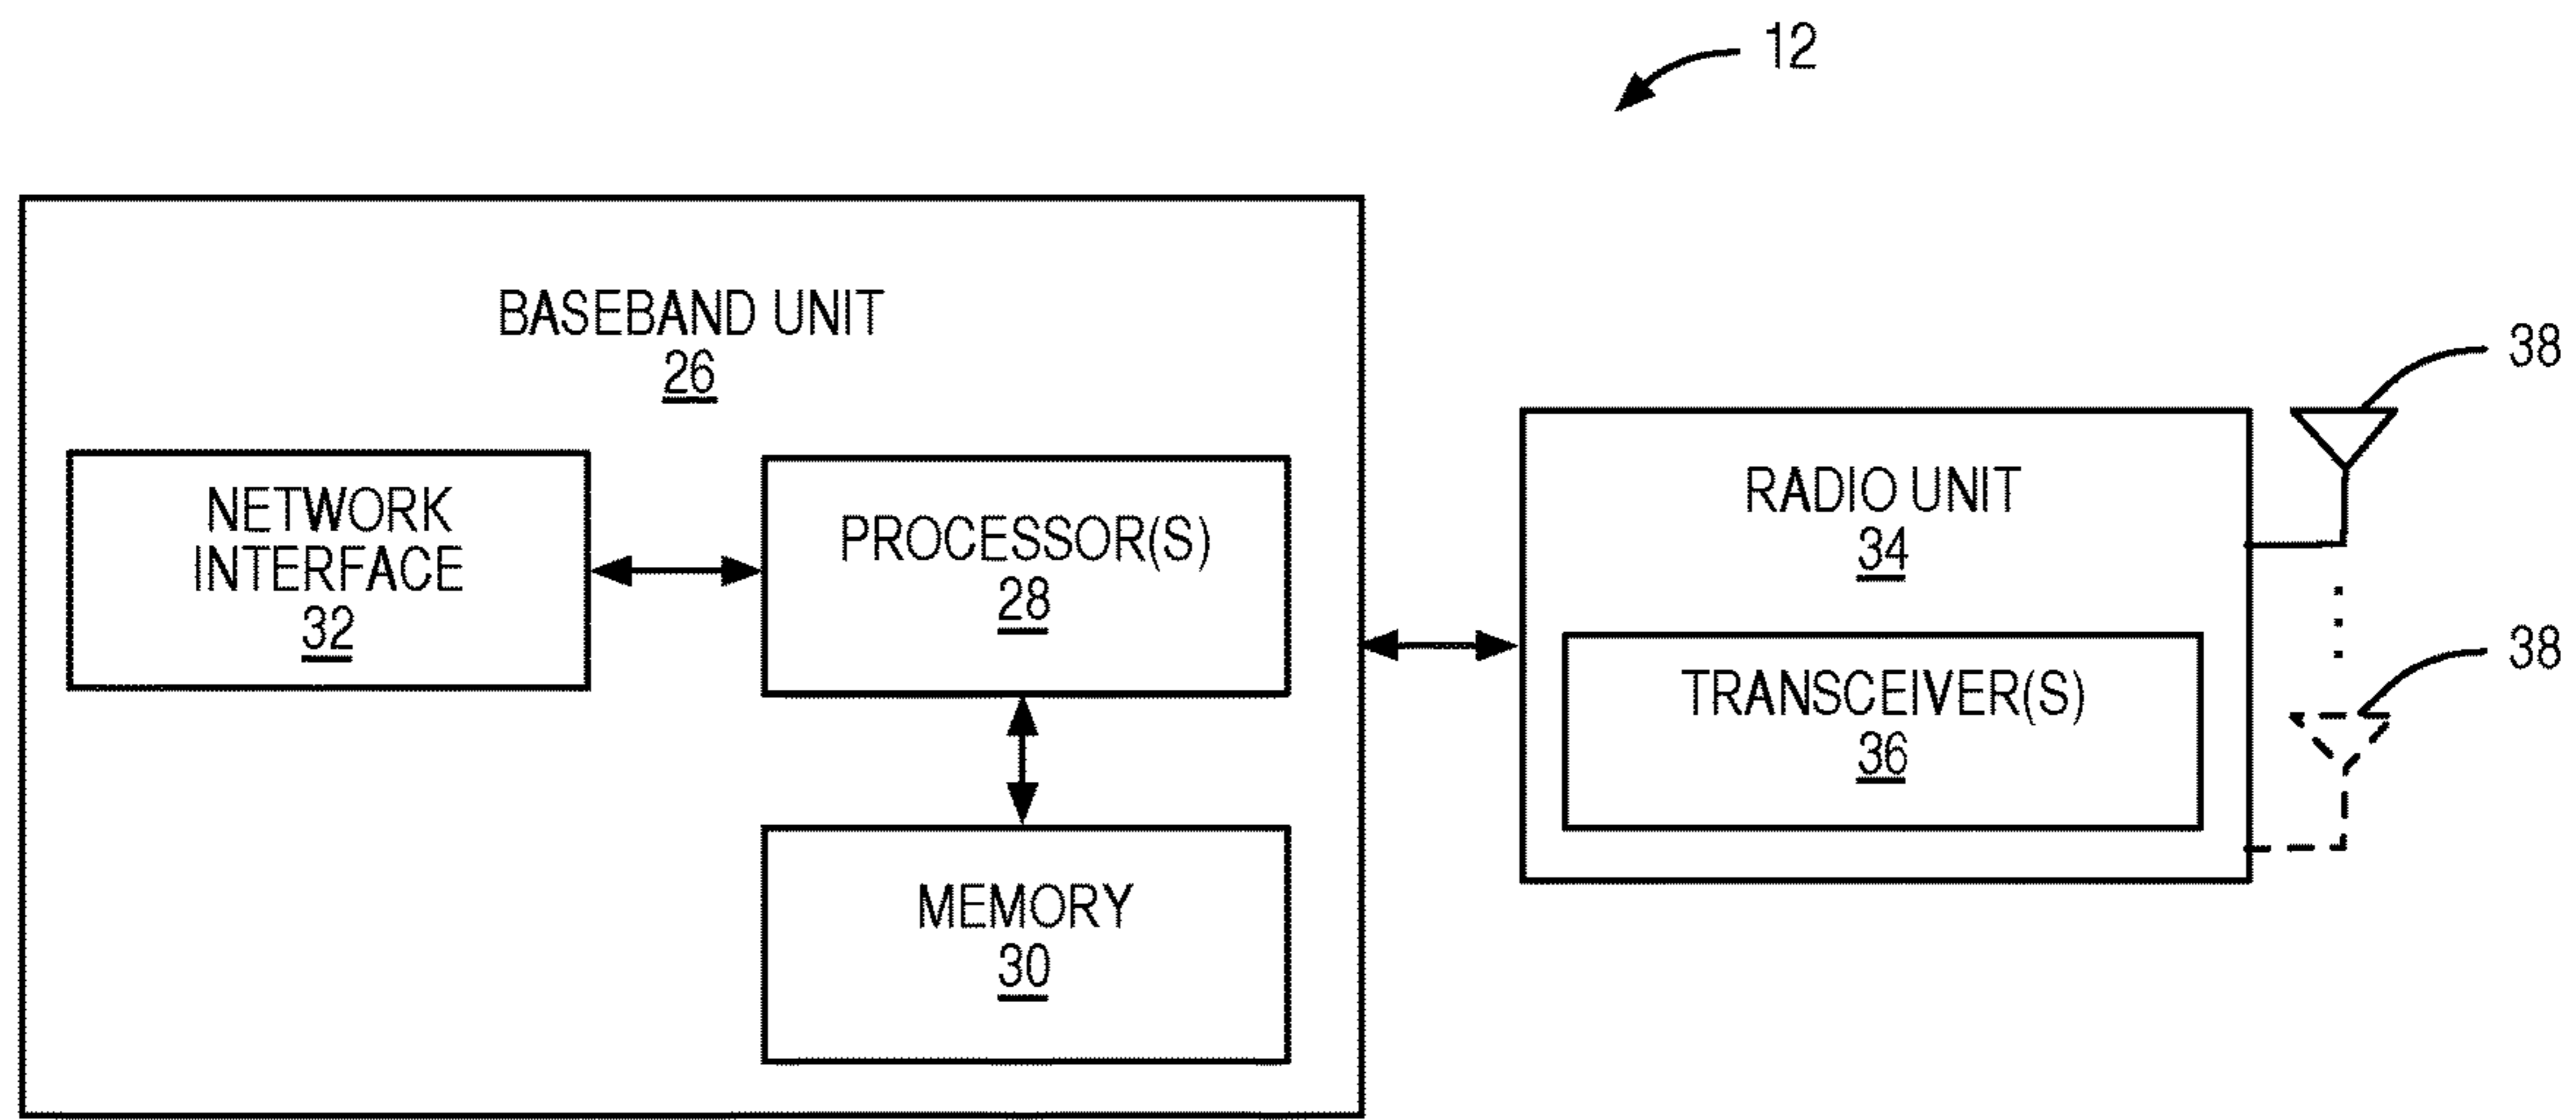 12
BASEBAND UNIT
26
NETWORK
INTERFACE
32
PROCESSOR(S)
28
MEMORY
30
RADIO UNIT
34
TRANSCEIVER(S)
36
38
38